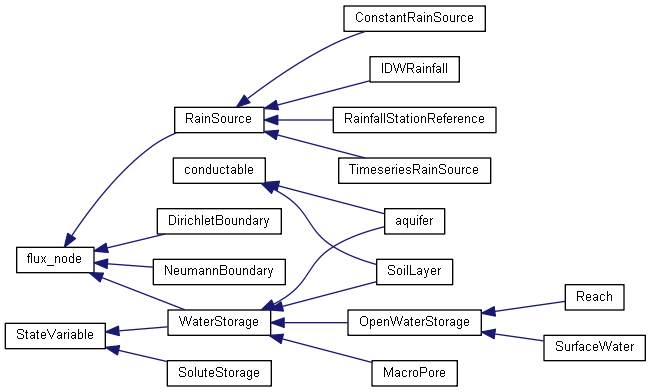 ConstantRainSource
IDWRainfall
RainSource
RainfallStationReference
conductable
TimeseriesRainSource
DirichletBoundary
aquifer
flux_node
NeumannBoundary
SoilLayer
Reach
StateVariable
WaterStorage
OpenWaterStorage
SurfaceWater
SoluteStorage
MacroPore